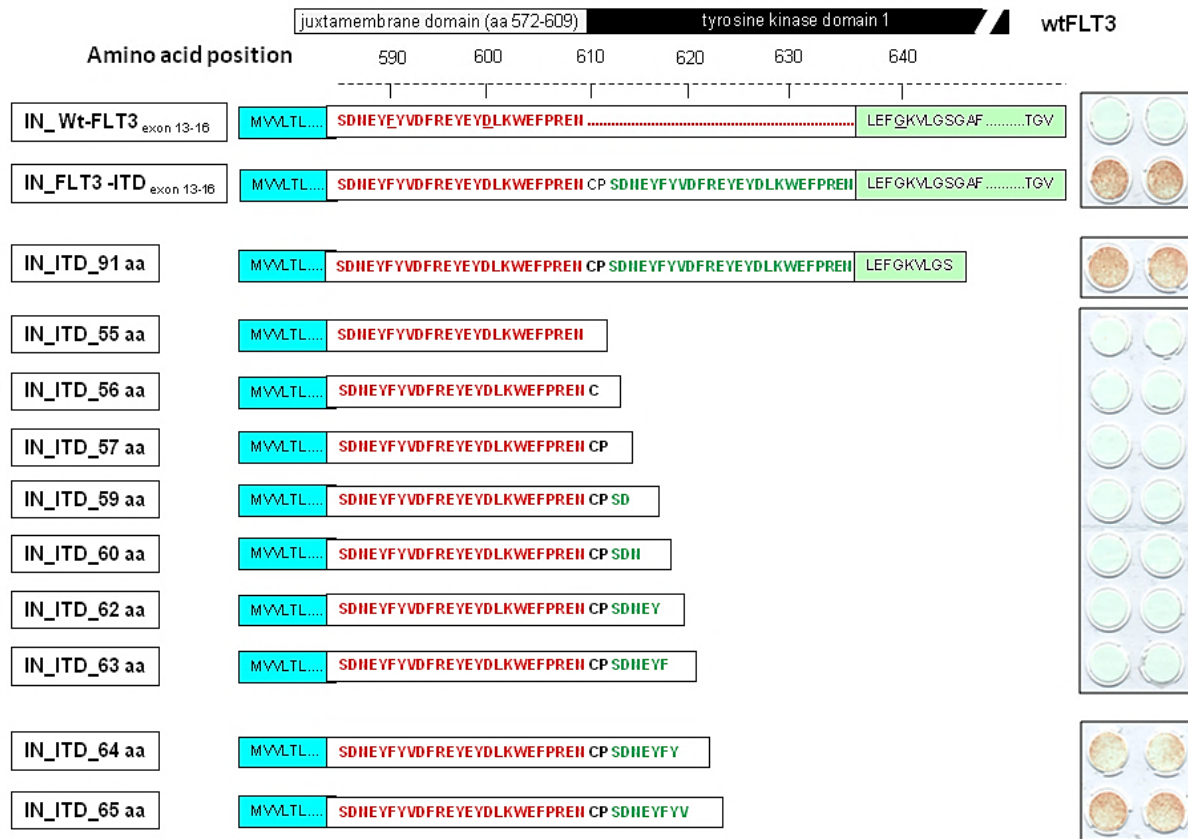 juxtamembrane domain (aa 572-609) tyrosine kinase domain 1 wtFLT3
Amino acid position 590 600 610 620 630 640
IN_ Wt-FLT3 exon 13-16 MVVLTL.... SDNEYFYVDFREYEYDLKWEFPREN LEFGKVLGSGAF..........TGV
IN_FLT3 -ITD exon 13-16 MVVLTL.... SDNEYFYVDFREYEYDLKWEFPREN CP SDNEYFYVDFREYEYDLKWEFPREN LEFGKVLGSGAF..........TGV
IN_ITD_91 aa MVVLTL.... SDNEYFYVDFREYEYDLKWEFPREN CP SDNEYFYVDFREYEYDLKWEFPREN LEFGKVLGS
IN_ITD_55 aa MVVLTL.... SDNEYFYVDFREYEYDLKWEFPREN
IN_ITD_56 aa MVVLTL.... SDNEYFYVDFREYEYDLKWEFPREN C
IN_ITD_57 aa MVVLTL.... SDNEYFYVDFREYEYDLKWEFPREN CP
IN_ITD_59 aa MVVLTL.... SDNEYFYVDFREYEYDLKWEFPREN CP SD
IN_ITD_60 aa MVVLTL.... SDNEYFYVDFREYEYDLKWEFPREN CP SDN
IN_ITD_62 aa MVVLTL.... SDNEYFYVDFREYEYDLKWEFPREN CP SDNEY
IN_ITD_63 aa MVVLTL.... SDNEYFYVDFREYEYDLKWEFPREN CP SDNEYF
IN_ITD_64 aa MVVLTL... SDNEYFYVDFREYEYDLKWEFPREN CP SDNEYFY
IN_ITD_65 aa MVVLTL.... SDNEYFYVDFREYEYDLKWEFPREN CP SDNEYFYV